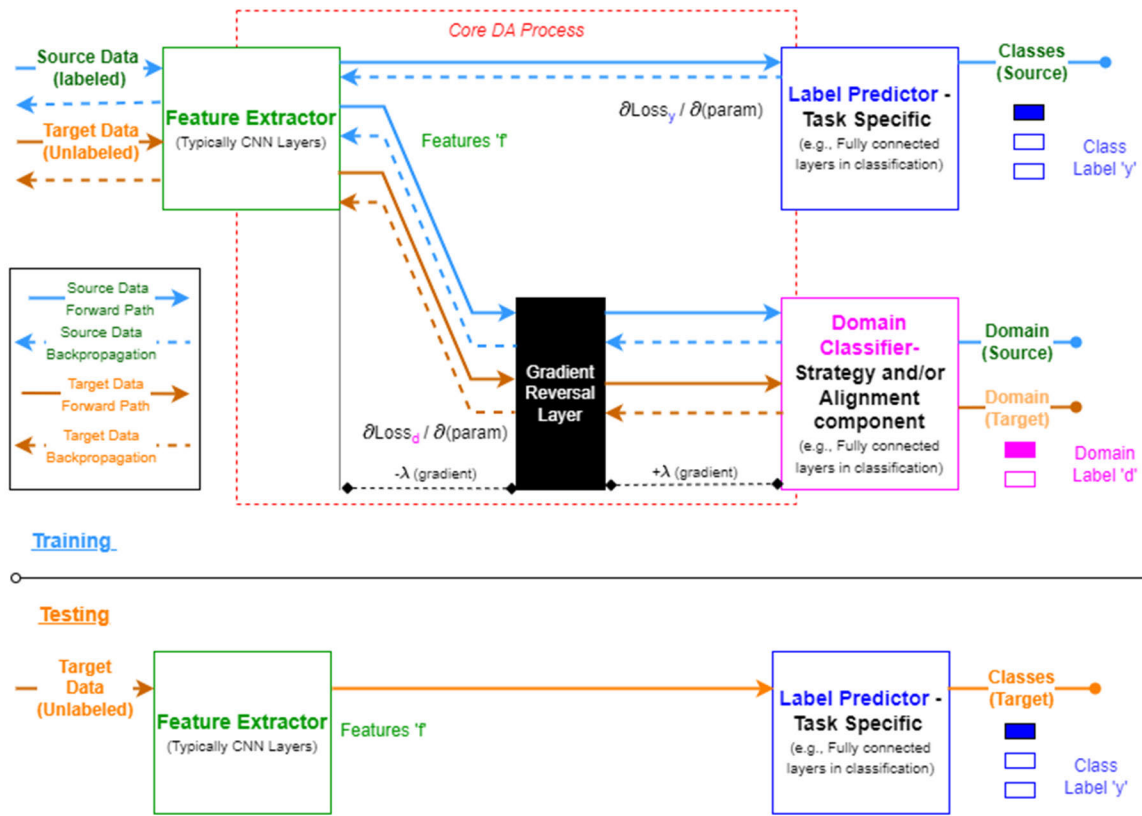 Core DA Process
Source Data
(labeled)
Target Data
(Unlabeled)
Feature Extractor
(Typically CNN Layers)
Features 'f'
∂Loss_y / ∂(param)
Label Predictor -
Task Specific
(e.g., Fully connected
layers in classification)
Classes
(Source)
Class
Label 'y'
Source Data
Forward Path
Source Data
Backpropagation
Target Data
Forward Path
Target Data
Backpropagation
Gradient
Reversal
Layer
∂Loss_d / ∂(param)
-λ (gradient)
+λ (gradient)
Domain
Classifier-
Strategy and/or
Alignment
component
(e.g., Fully connected
layers in classification)
Domain
(Source)
Domain
(Target)
Domain
Label 'd'
Training
Testing
Target
Data
(Unlabeled)
Feature Extractor
(Typically CNN Layers)
Features 'f'
Label Predictor -
Task Specific
(e.g., Fully connected
layers in classification)
Classes
(Target)
Class
Label 'y'